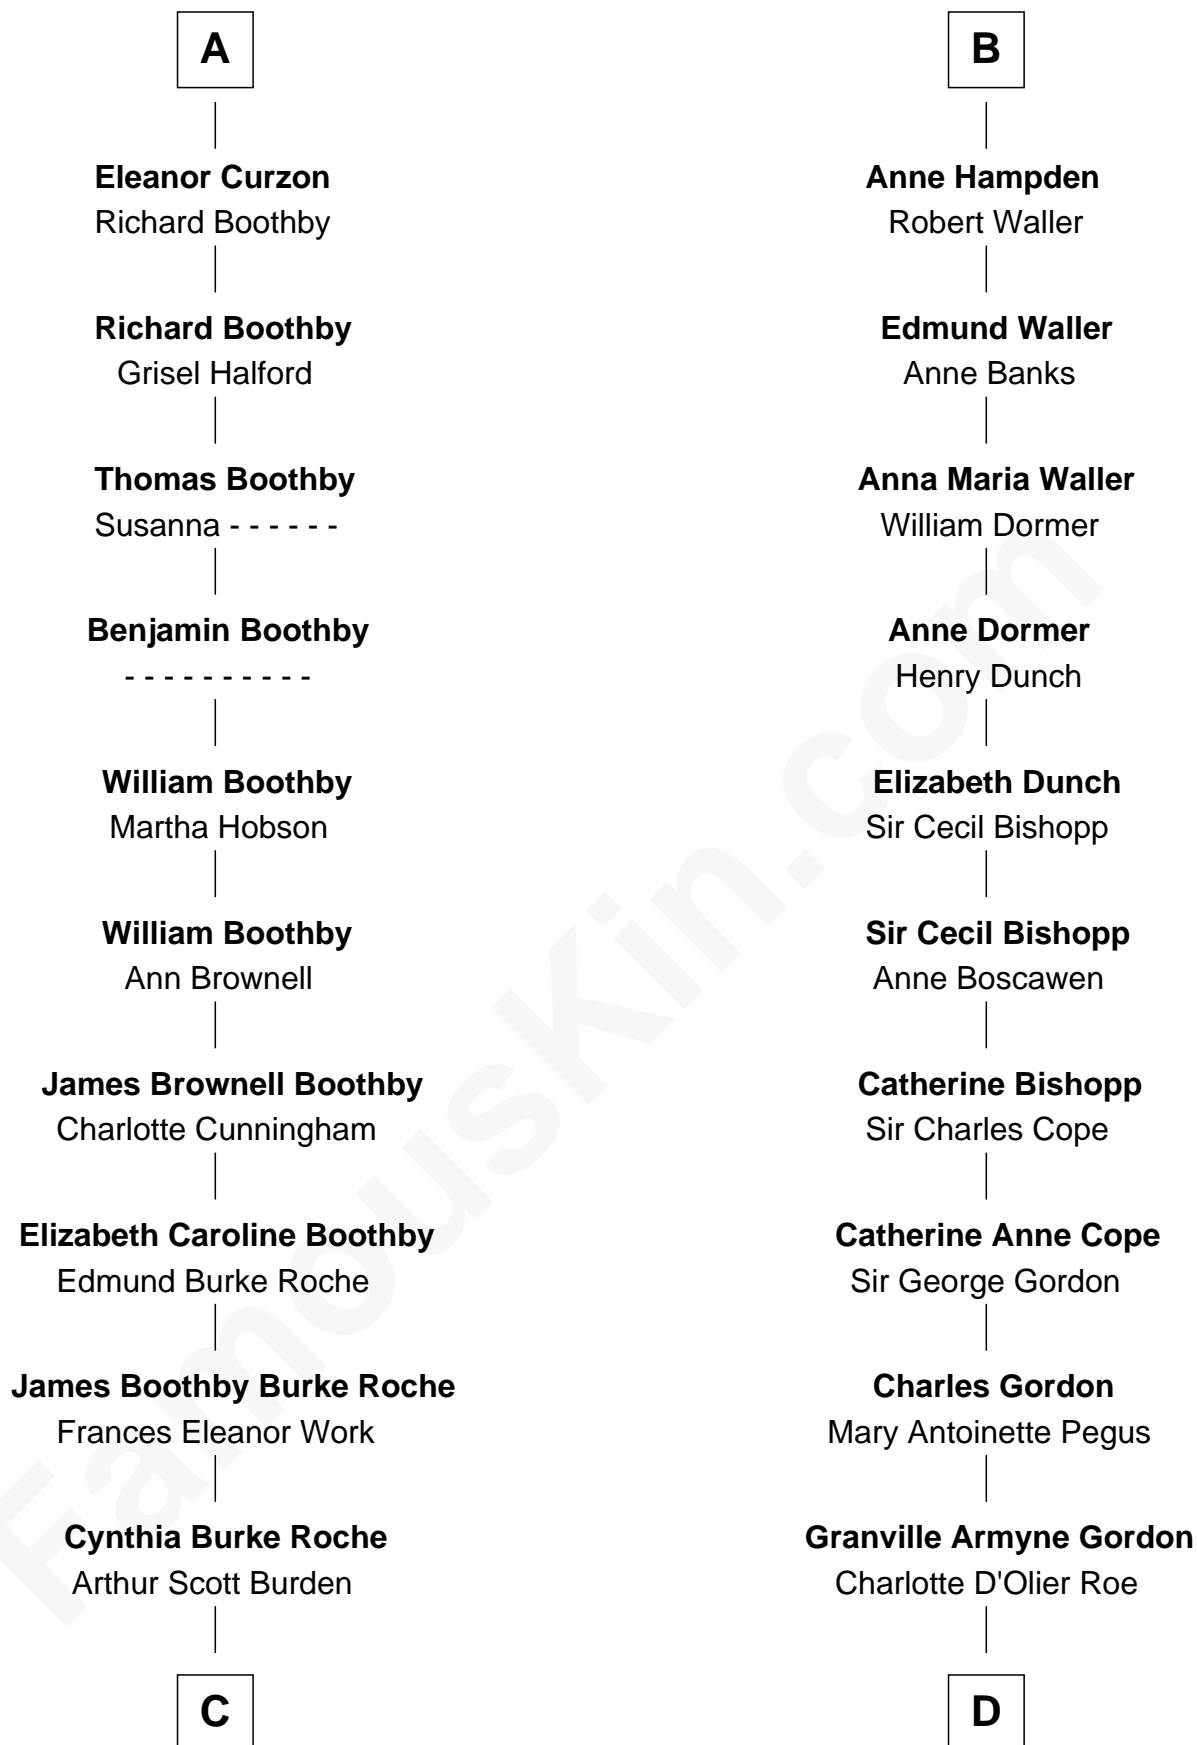 A
Eleanor Curzon
Richard Boothby
Richard Boothby
Grisel Halford
Thomas Boothby
Susanna - - - - - -
Benjamin Boothby
- - - - - - - - - -
William Boothby
Martha Hobson
William Boothby
Ann Brownell
James Brownell Boothby
Charlotte Cunningham
Elizabeth Caroline Boothby
Edmund Burke Roche
James Boothby Burke Roche
Frances Eleanor Work
Cynthia Burke Roche
Arthur Scott Burden
C
B
Anne Hampden
Robert Waller
Edmund Waller
Anne Banks
Anna Maria Waller
William Dormer
Anne Dormer
Henry Dunch
Elizabeth Dunch
Sir Cecil Bishopp
Sir Cecil Bishopp
Anne Boscawen
Catherine Bishopp
Sir Charles Cope
Catherine Anne Cope
Sir George Gordon
Charles Gordon
Mary Antoinette Pegus
Granville Armyne Gordon
Charlotte D'Olier Roe
D
FamousKin.com